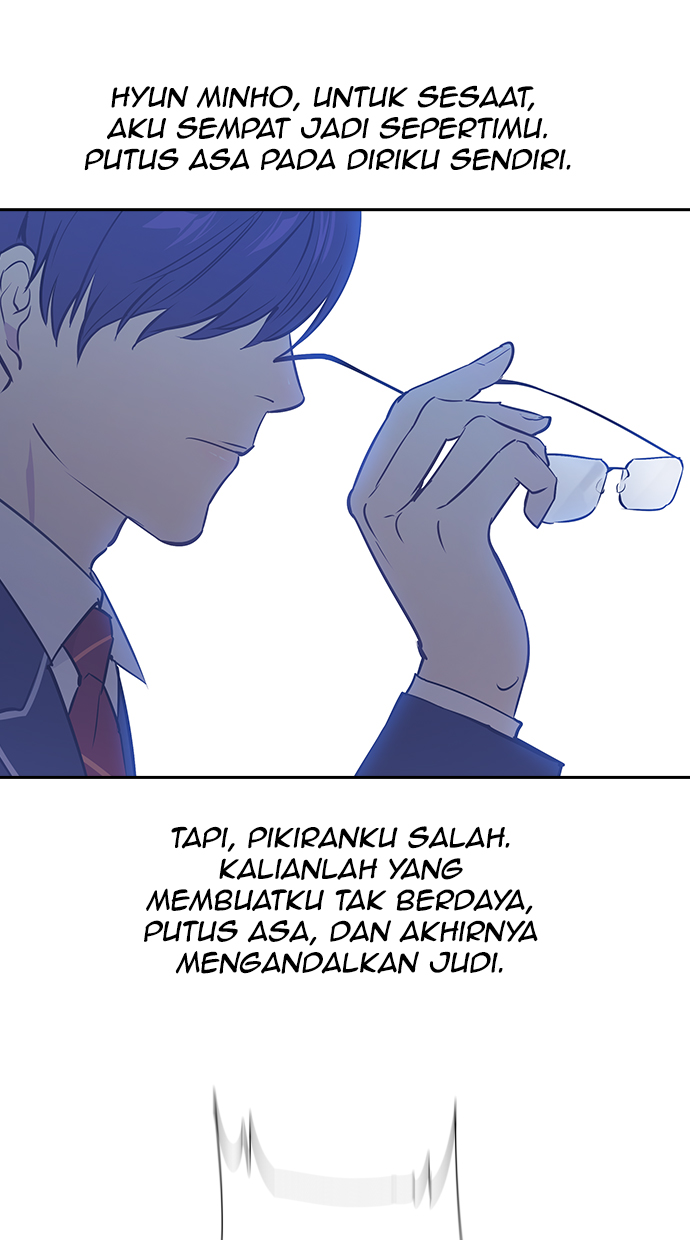 HYUN MINHO, UNTUK SESAAT,
AKU SEMPAT JADI SEPERTIMU.
PUTUS ASA PADA DIRIKU SENDIRI.
TAPI, PIKIRANKU SALAH.
KALIANLAH YANG
MEMBUATKU TAK BERDAYA,
PUTUS ASA, DAN AKHIRNYA
MENGANDALKAN JUDI.